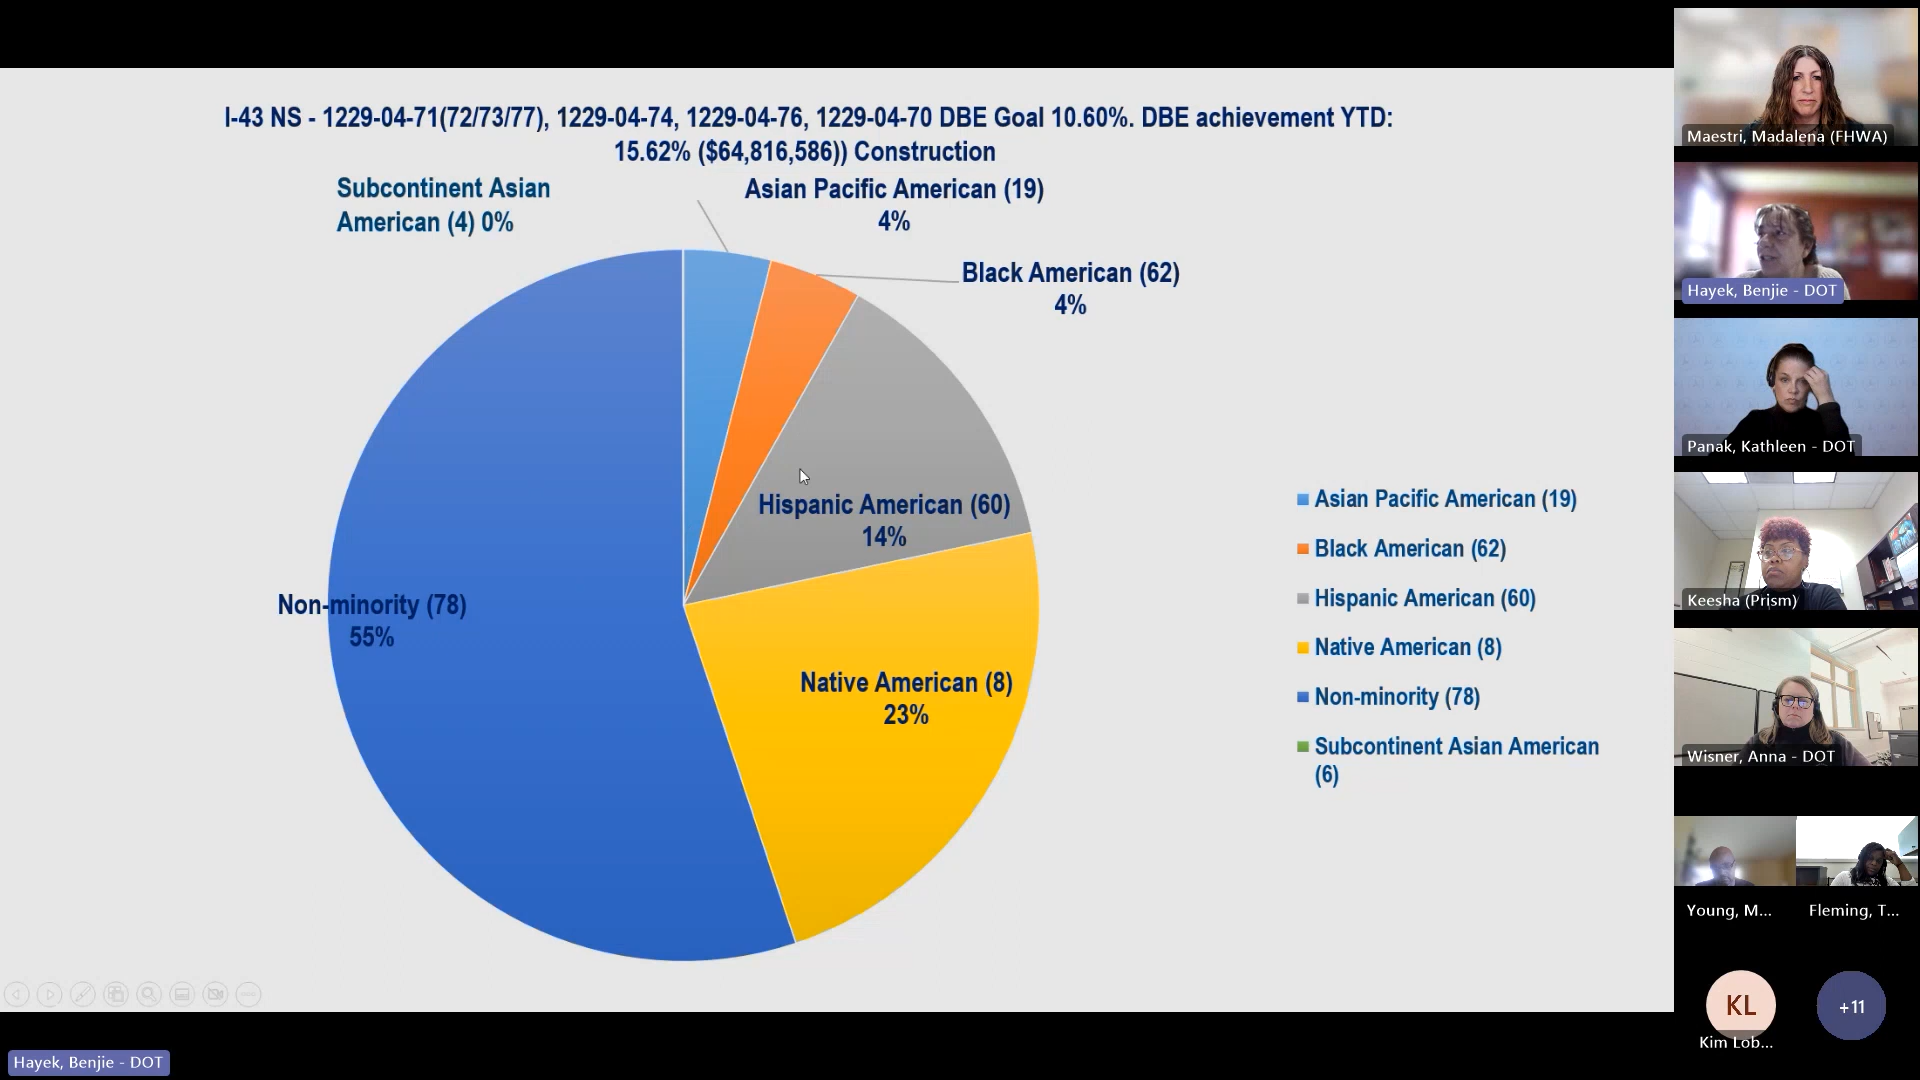 I-43 NS - 1229-04-71(72/73/77), 1229-04-74, 1229-04-76, 1229-04-70 DBE Goal 10.60%. DBE achievement YTD:
15.62% ($64,816,586)) Construction
Subcontinent Asian
American (4) 0%
Asian Pacific American (19)
4%
Black American (62)
4%
Hispanic American (60)
14%
Non-minority (78)
55%
Native American (8)
23%
Asian Pacific American (19)
Black American (62)
Hispanic American (60)
Native American (8)
Non-minority (78)
Subcontinent Asian American
(6)
Maestri, Madalena (FHWA)
Hayek, Benjie - DOT
Panak, Kathleen - DOT
Keesha (Prism)
Wisner, Anna - DOT
Young, M...
Fleming, T...
KL
+11
Kim Lob...
Hayek, Benjie - DOT